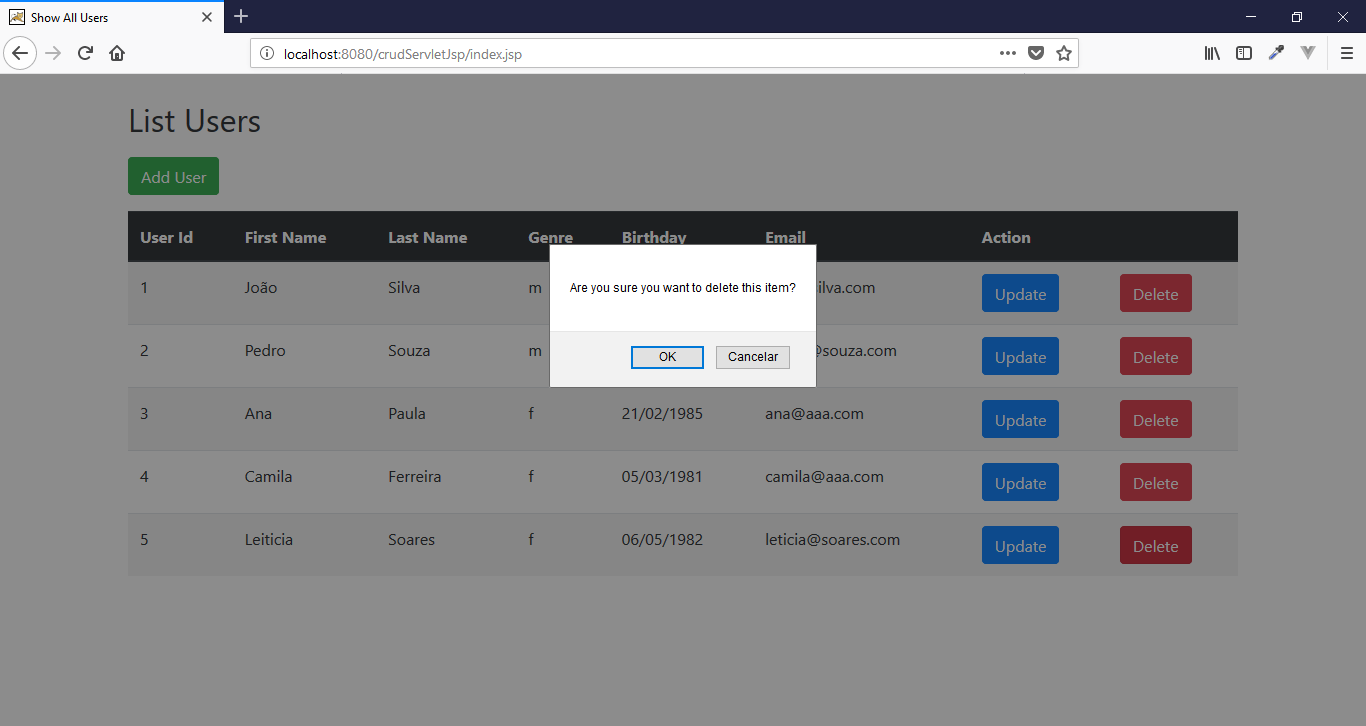 Show All Users
localhost:8080/crudServletJsp/index.jsp
List Users
Add User
User Id First Name Last Name Genre Birthday Email Action
1 João Silva m ilva.com Update Delete
2 Pedro Souza m @souza.com Update Delete
Are you sure you want to delete this item?
OK Cancelar
3 Ana Paula f 21/02/1985 ana@aaa.com Update Delete
4 Camila Ferreira f 05/03/1981 camila@aaa.com Update Delete
5 Leiticia Soares f 06/05/1982 leticia@soares.com Update Delete